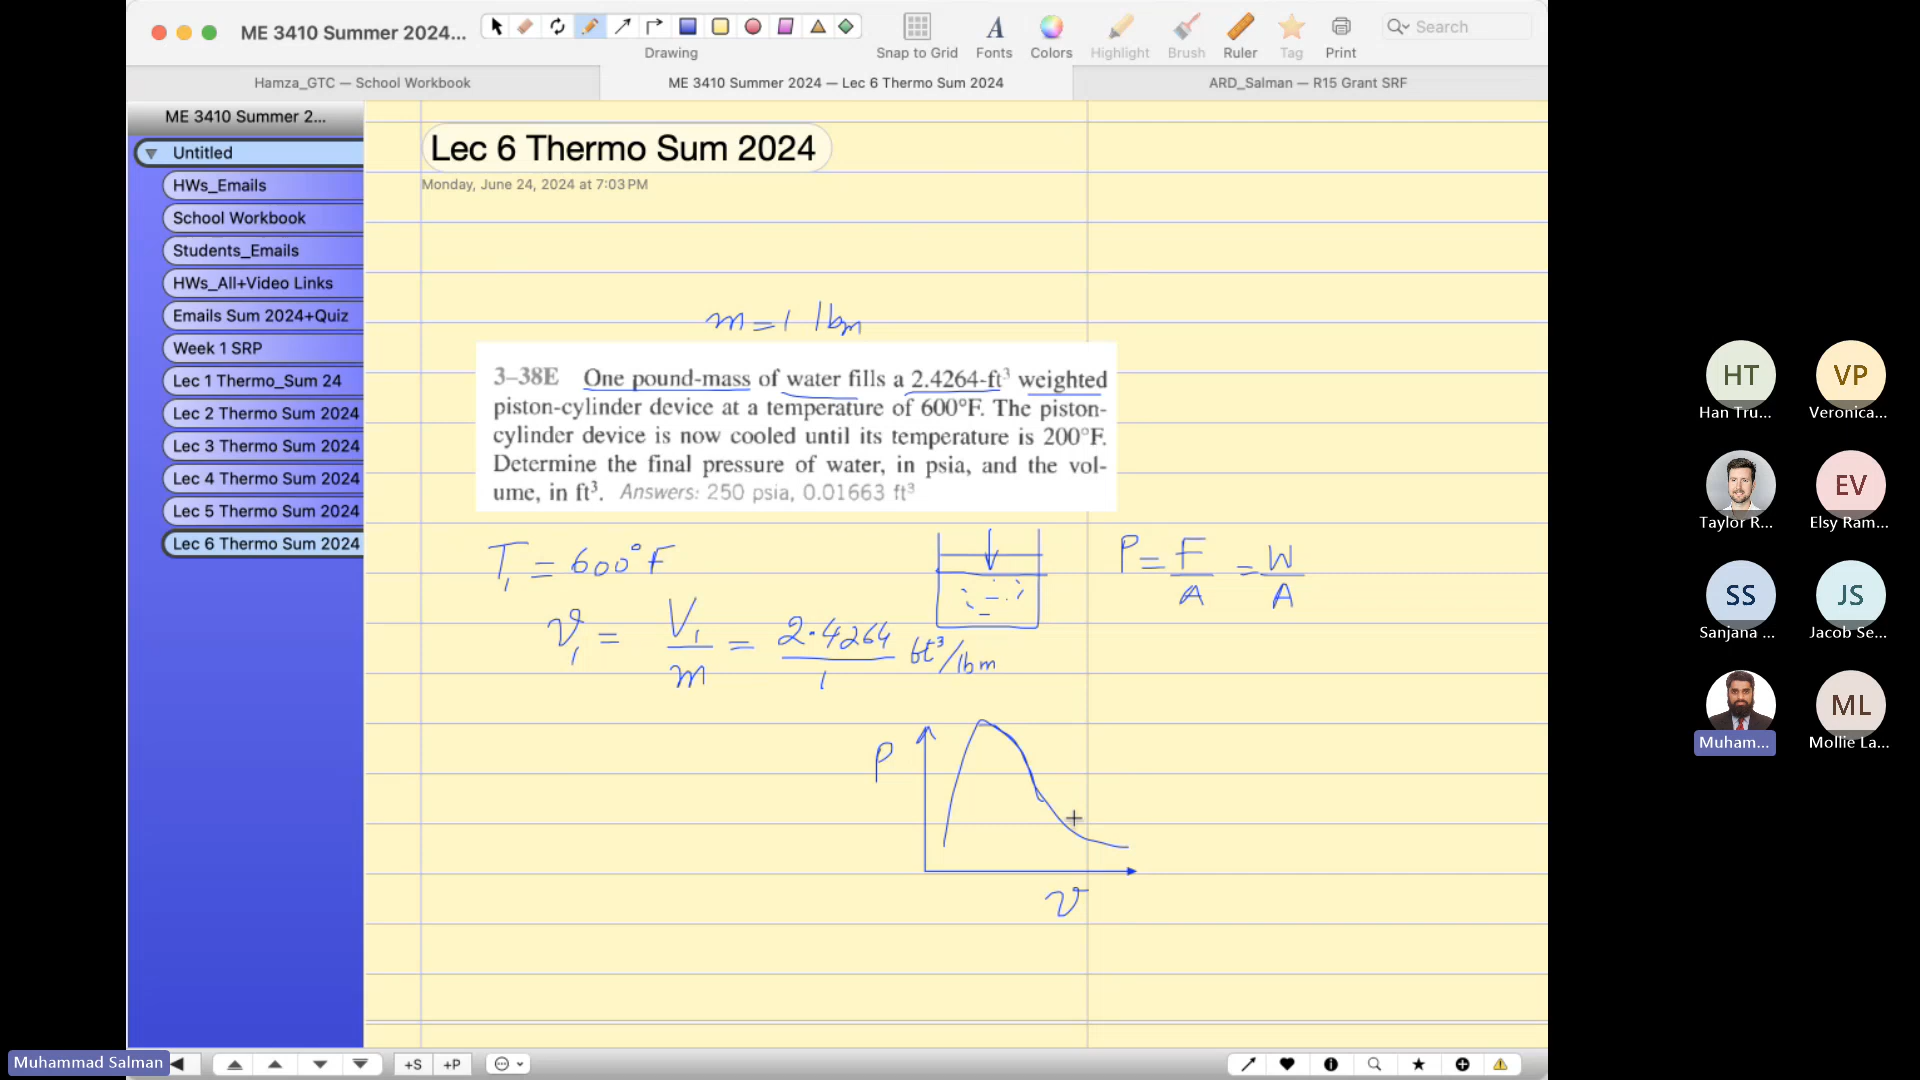 ME 3410 Summer 2024...
Drawing
Snap to Grid
Fonts
Colors
Highlight
Brush
Ruler
Tag
Print
Search
Hamza_GTC — School Workbook
ME 3410 Summer 2024 — Lec 6 Thermo Sum 2024
ARD_Salman — R15 Grant SRF
ME 3410 Summer 2...
Untitled
HWs_Emails
School Workbook
Students_Emails
HWs_All+Video Links
Emails Sum 2024+Quiz
Week 1 SRP
Lec 1 Thermo_Sum 24
Lec 2 Thermo Sum 2024
Lec 3 Thermo Sum 2024
Lec 4 Thermo Sum 2024
Lec 5 Thermo Sum 2024
Lec 6 Thermo Sum 2024
Lec 6 Thermo Sum 2024
Monday, June 24, 2024 at 7:03 PM
m = 1 lbm
3–38E One pound-mass of water fills a 2.4264-ft³ weighted
piston-cylinder device at a temperature of 600°F. The piston-
cylinder device is now cooled until its temperature is 200°F.
Determine the final pressure of water, in psia, and the vol-
ume, in ft³. Answers: 250 psia, 0.01663 ft³
T₁ = 600°F
P = F/A = W/A
v₁ = V₁/m = 2.4264/1 ft³/lbm
P
v
HT
Han Tru...
VP
Veronica...
Taylor R...
EV
Elsy Ram...
SS
Sanjana ...
JS
Jacob Se...
Muham...
ML
Mollie La...
Muhammad Salman
+S
+P